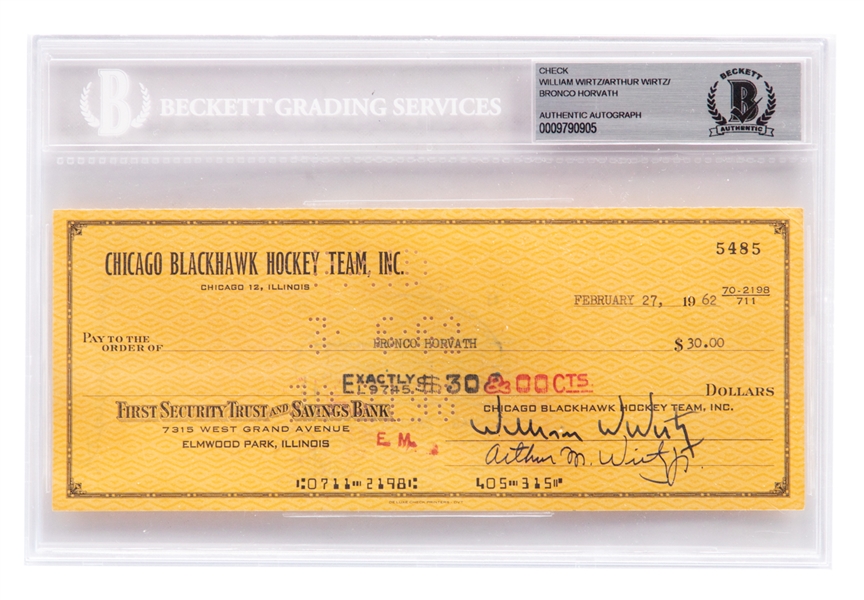 BECKETT GRADING SERVICES
CHECK
WILLIAM WIRTZ/ARTHUR WIRTZ/
BRONCO HORVATH
AUTHENTIC AUTOGRAPH
0009790905
BECKETT
B
AUTHENTIC
5485
CHICAGO BLACKHAWK HOCKEY TEAM, INC.
CHICAGO 12, ILLINOIS
FEBRUARY 27, 1962 70-2198
711
PAY TO THE
ORDER OF BRONCO HORVATH $30.00
EXACTLY $30 & 00 CTS
L9745
DOLLARS
FIRST SECURITY TRUST AND SAVINGS BANK
7315 WEST GRAND AVENUE
ELMWOOD PARK, ILLINOIS
E. M.
CHICAGO BLACKHAWK HOCKEY TEAM, INC.
William W Wirtz
Arthur M. Wirtz Jr.
⑆0711⑉2198⑆ 405⑉315⑈